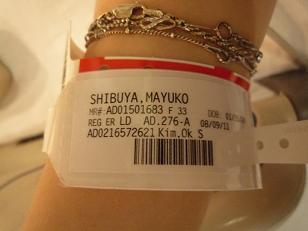 SHIBUYA,MAYUKO
MR#:AD01501683 F 33 DOB:
REG ER LD AD.276-A 08/09/11
AD0216572621 Kim,Ok S